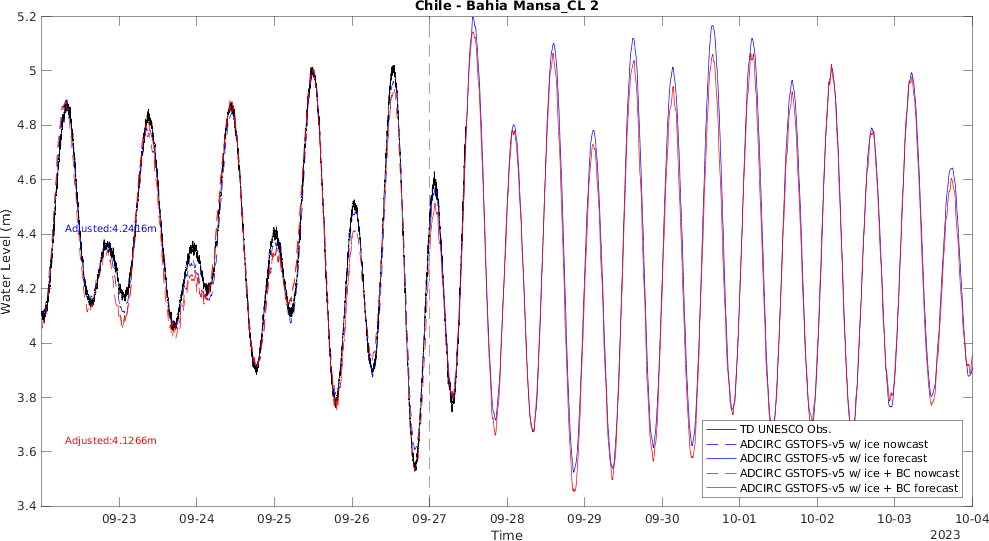 Chile - Bahia Mansa_CL 2
Water Level (m)
5.2
5
4.8
4.6
4.4
4.2
4
3.8
3.6
3.4
Adjusted:4.2416m
Adjusted:4.1266m
TD UNESCO Obs.
ADCIRC GSTOFS-v5 w/ ice nowcast
ADCIRC GSTOFS-v5 w/ ice forecast
ADCIRC GSTOFS-v5 w/ ice + BC nowcast
ADCIRC GSTOFS-v5 w/ ice + BC forecast
09-23 09-24 09-25 09-26 09-27 09-28 09-29 09-30 10-01 10-02 10-03 10-04
Time
2023